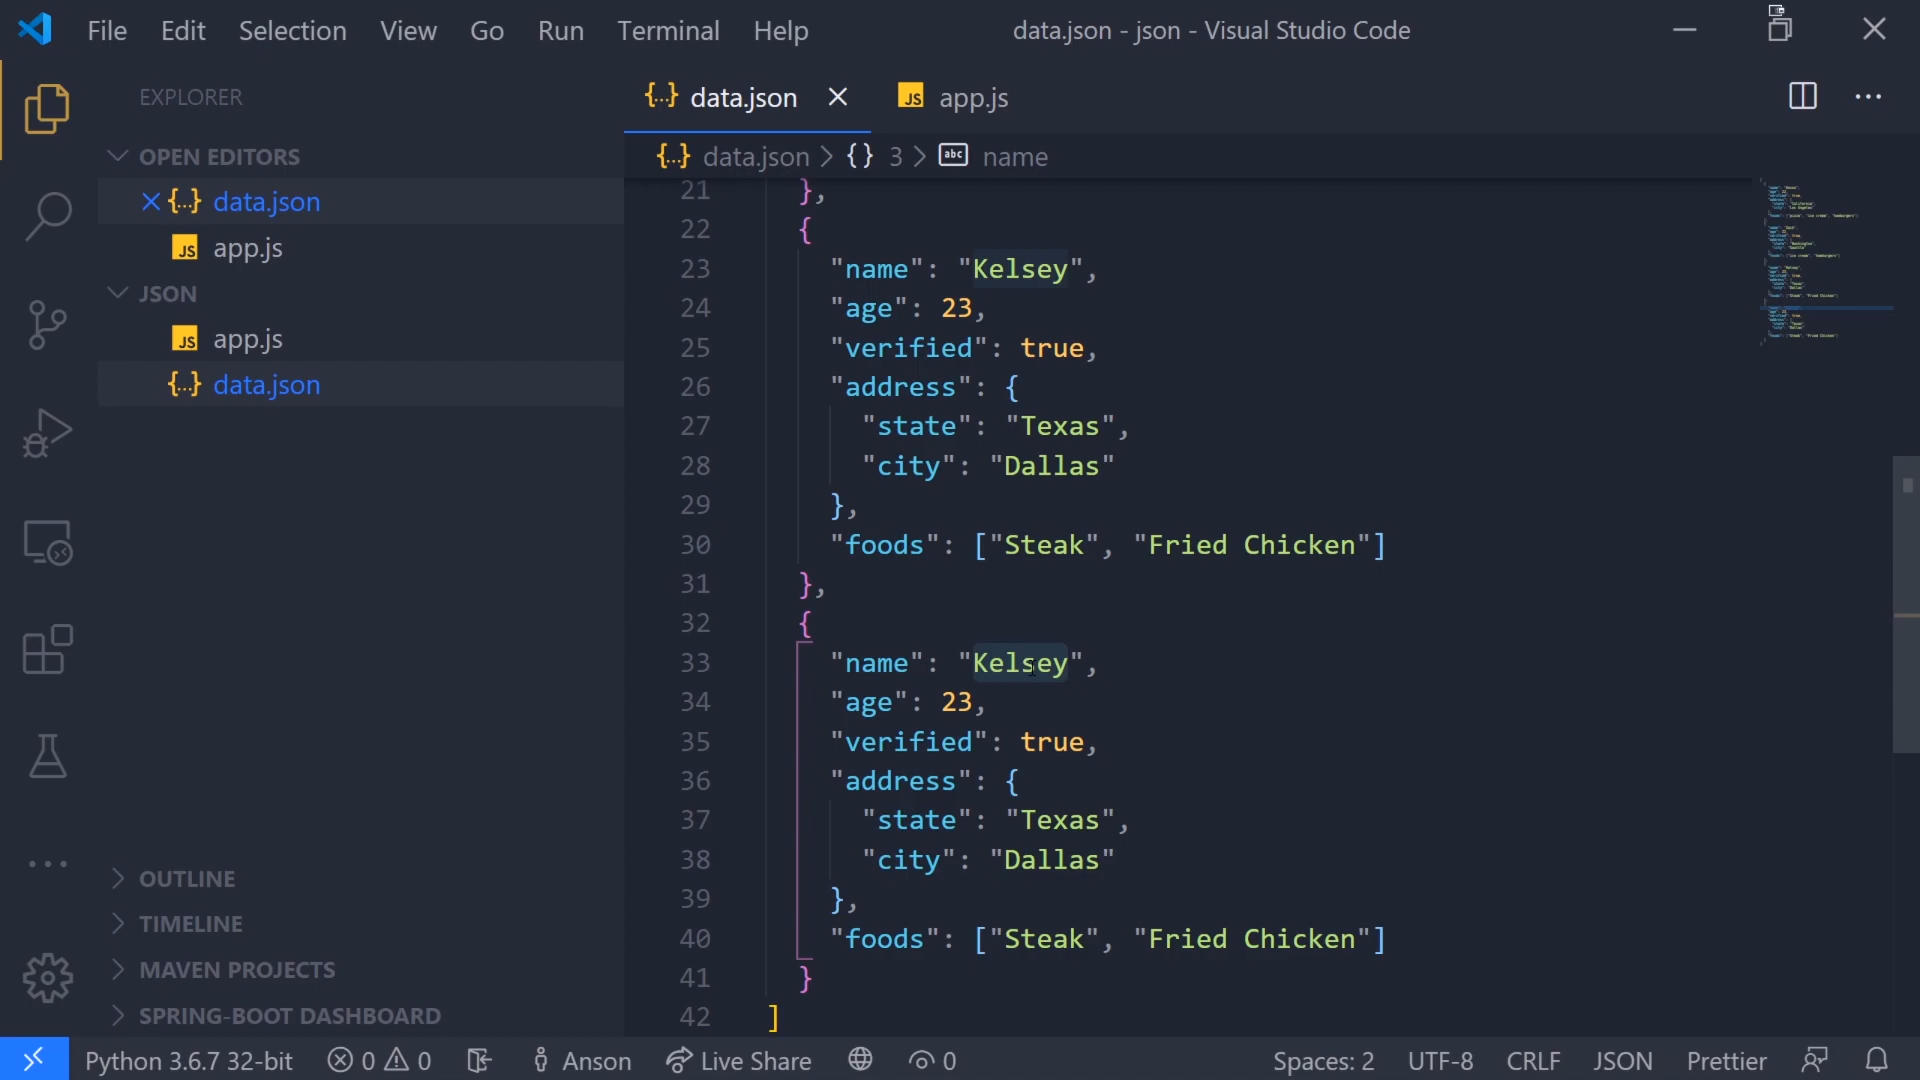 File Edit Selection View Go Run Terminal Help data.json - json - Visual Studio Code
EXPLORER
OPEN EDITORS
data.json
app.js
JSON
app.js
data.json
OUTLINE
TIMELINE
MAVEN PROJECTS
SPRING-BOOT DASHBOARD
data.json app.js
data.json > {} 3 > abc name
21 },
22 {
23 "name": "Kelsey",
24 "age": 23,
25 "verified": true,
26 "address": {
27 "state": "Texas",
28 "city": "Dallas"
29 },
30 "foods": ["Steak", "Fried Chicken"]
31 },
32 {
33 "name": "Kelsey",
34 "age": 23,
35 "verified": true,
36 "address": {
37 "state": "Texas",
38 "city": "Dallas"
39 },
40 "foods": ["Steak", "Fried Chicken"]
41 }
42 ]
Python 3.6.7 32-bit 0 0 Anson Live Share 0 Spaces: 2 UTF-8 CRLF JSON Prettier